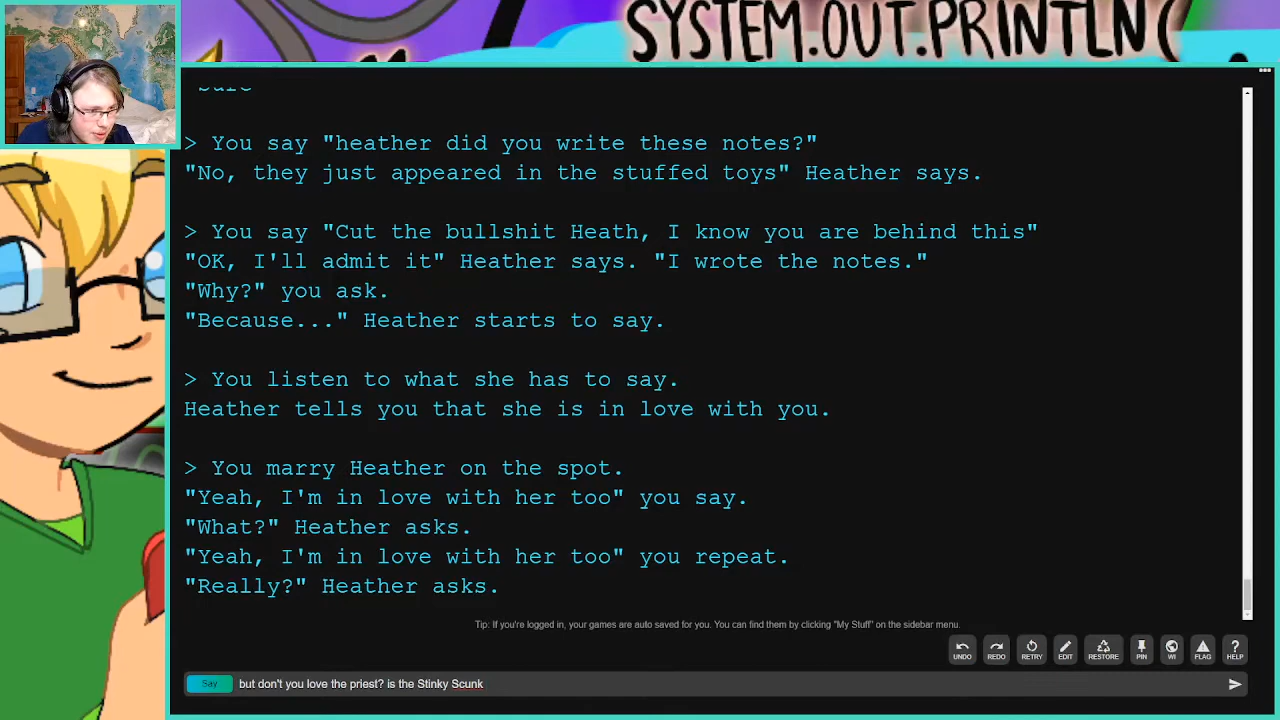 SYSTEM.OUT.PRINTLN(
> You say "heather did you write these notes?"
"No, they just appeared in the stuffed toys" Heather says.
> You say "Cut the bullshit Heath, I know you are behind this"
"OK, I'll admit it" Heather says. "I wrote the notes."
"Why?" you ask.
"Because..." Heather starts to say.
> You listen to what she has to say.
Heather tells you that she is in love with you.
> You marry Heather on the spot.
"Yeah, I'm in love with her too" you say.
"What?" Heather asks.
"Yeah, I'm in love with her too" you repeat.
"Really?" Heather asks.
Tip: If you're logged in, your games are auto saved for you. You can find them by clicking "My Stuff" on the sidebar menu.
UNDO REDO RETRY EDIT RESTORE PIN WI FLAG HELP
Say but don't you love the priest? is the Stinky Scunk